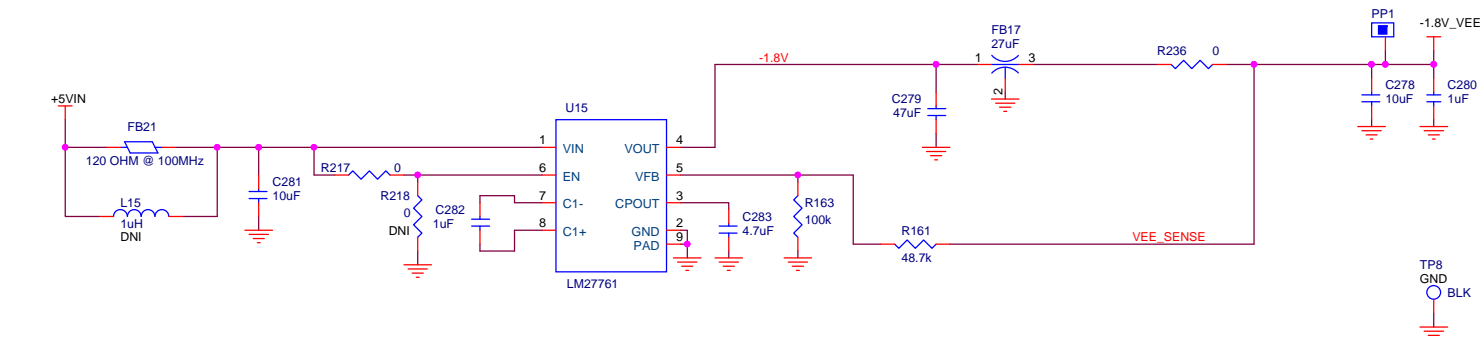 PP1
-1.8V_VEE
FB17
27uF
R236 0
-1.8V
1
3
2
C279
47uF
C278
10uF
C280
1uF
+5VIN
FB21
120 OHM @ 100MHz
L15
1uH
DNI
C281
10uF
R217 0
R218
0
DNI
C282
1uF
U15
1 VIN
6 EN
7 C1-
8 C1+
VOUT 4
VFB 5
CPOUT 3
GND 2
PAD 9
LM27761
C283
4.7uF
R163
100k
R161
48.7k
VEE_SENSE
TP8
GND
BLK